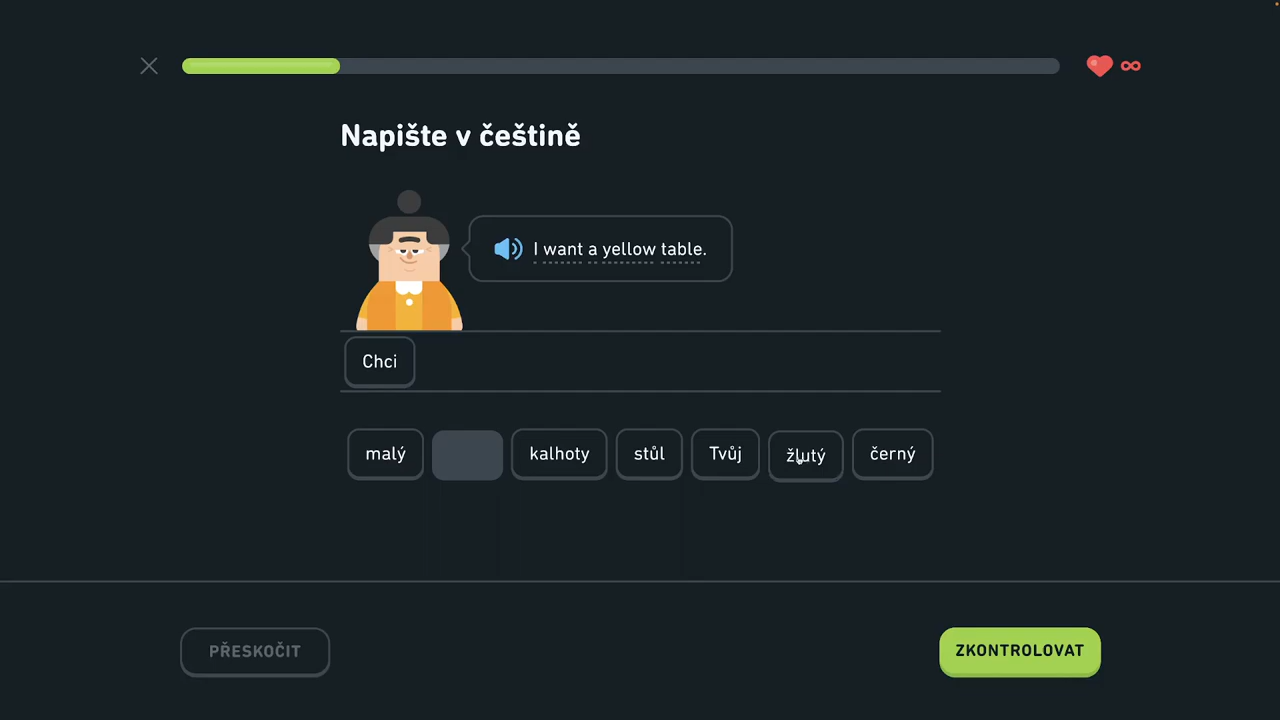 Napište v češtině
I want a yellow table.
Chci
malý kalhoty stůl Tvůj žlutý černý
PŘESKOČIT ZKONTROLOVAT